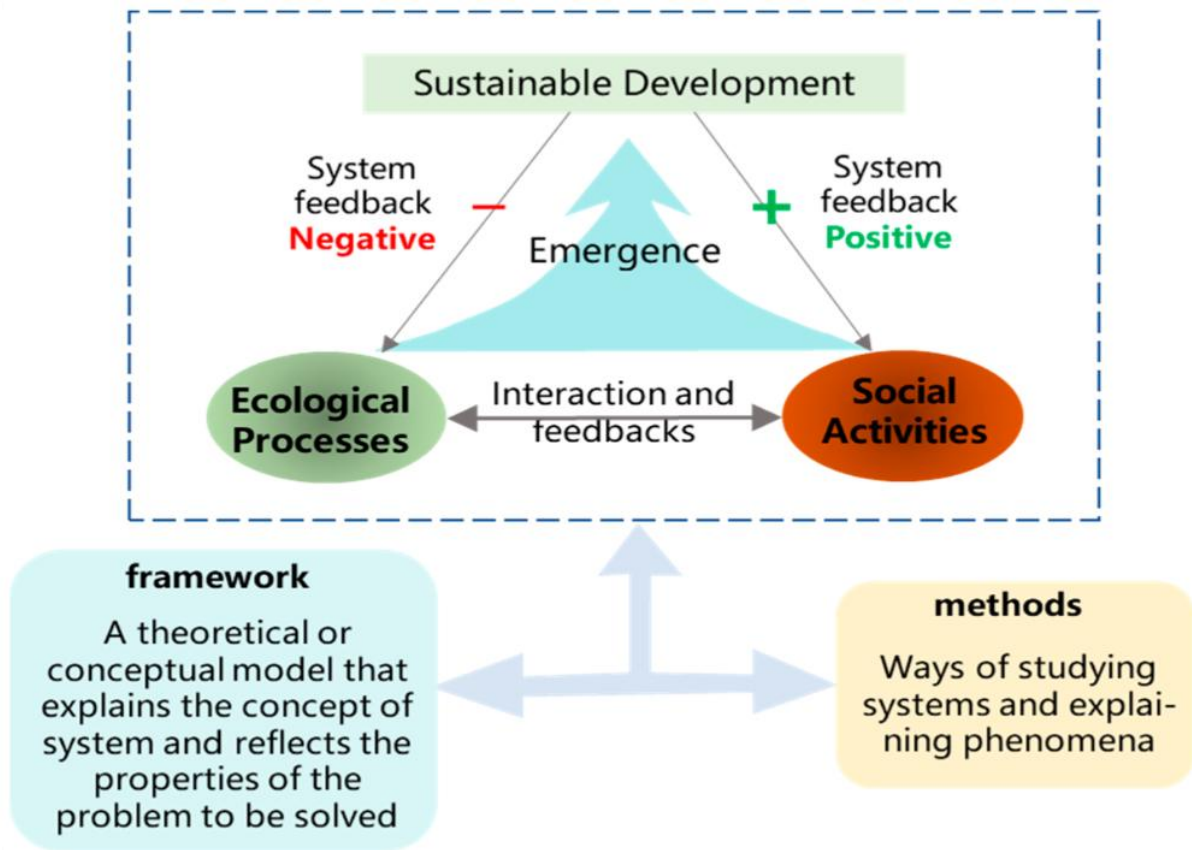 Sustainable Development
System
feedback
Negative
−
+
System
feedback
Positive
Emergence
Ecological
Processes
Interaction and
feedbacks
Social
Activities
framework
A theoretical or
conceptual model that
explains the concept of
system and reflects the
properties of the
problem to be solved
methods
Ways of studying
systems and explai-
ning phenomena